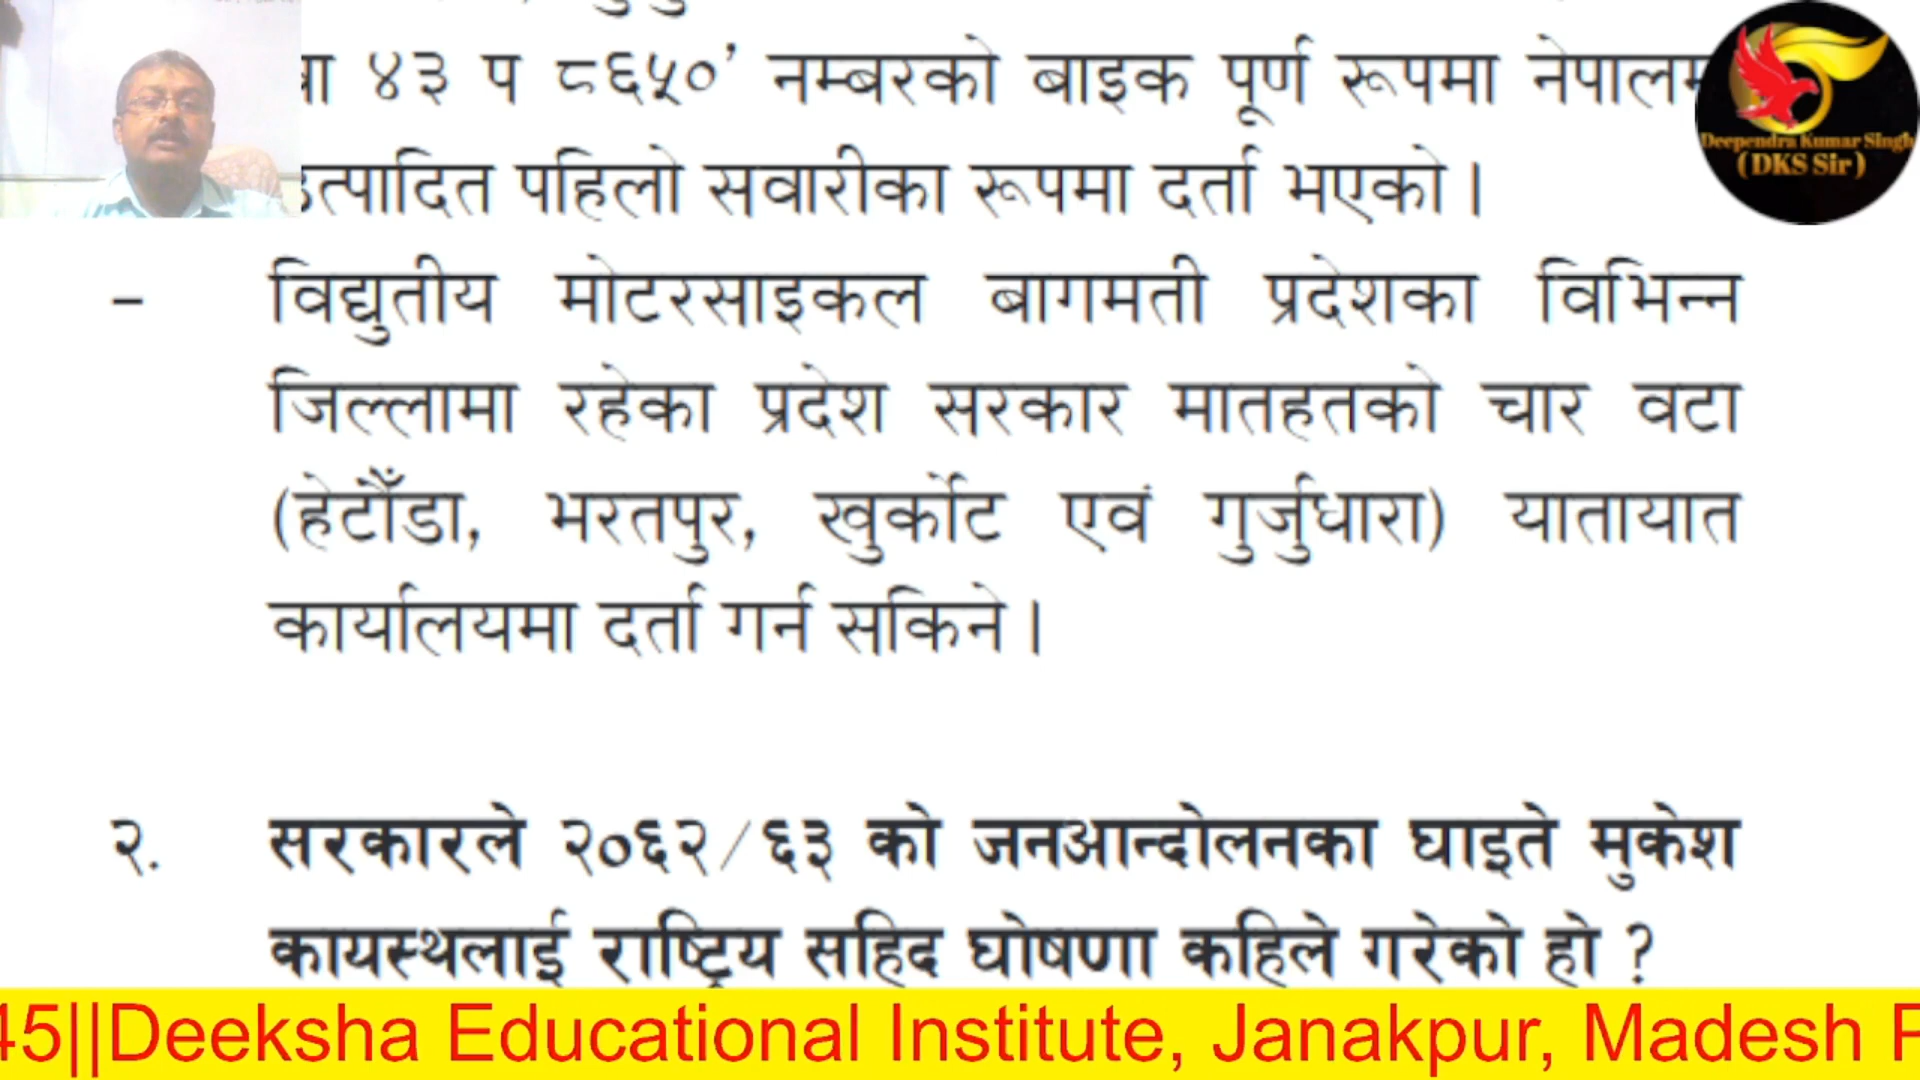 ४३ प ८६५०’ नम्बरको बाइक पूर्ण रूपमा
उत्पादित पहिलो सवारीका रूपमा दर्ता भएको।
Deependra Kumar Singh
(DKS Sir)
– विद्युतीय मोटरसाइकल बागमती प्रदेशका विभिन्न
जिल्लामा रहेका प्रदेश सरकार मातहतको चार वटा
(हेटौंडा, भरतपुर, खुर्कोट एवं गुर्जुधारा) यातायात
कार्यालयमा दर्ता गर्न सकिने।
२. सरकारले २०६२/६३ को जनआन्दोलनका घाइते मुकेश
कायस्थलाई राष्ट्रिय सहिद घोषणा कहिले गरेको हो ?
45||Deeksha Educational Institute, Janakpur, Madesh P